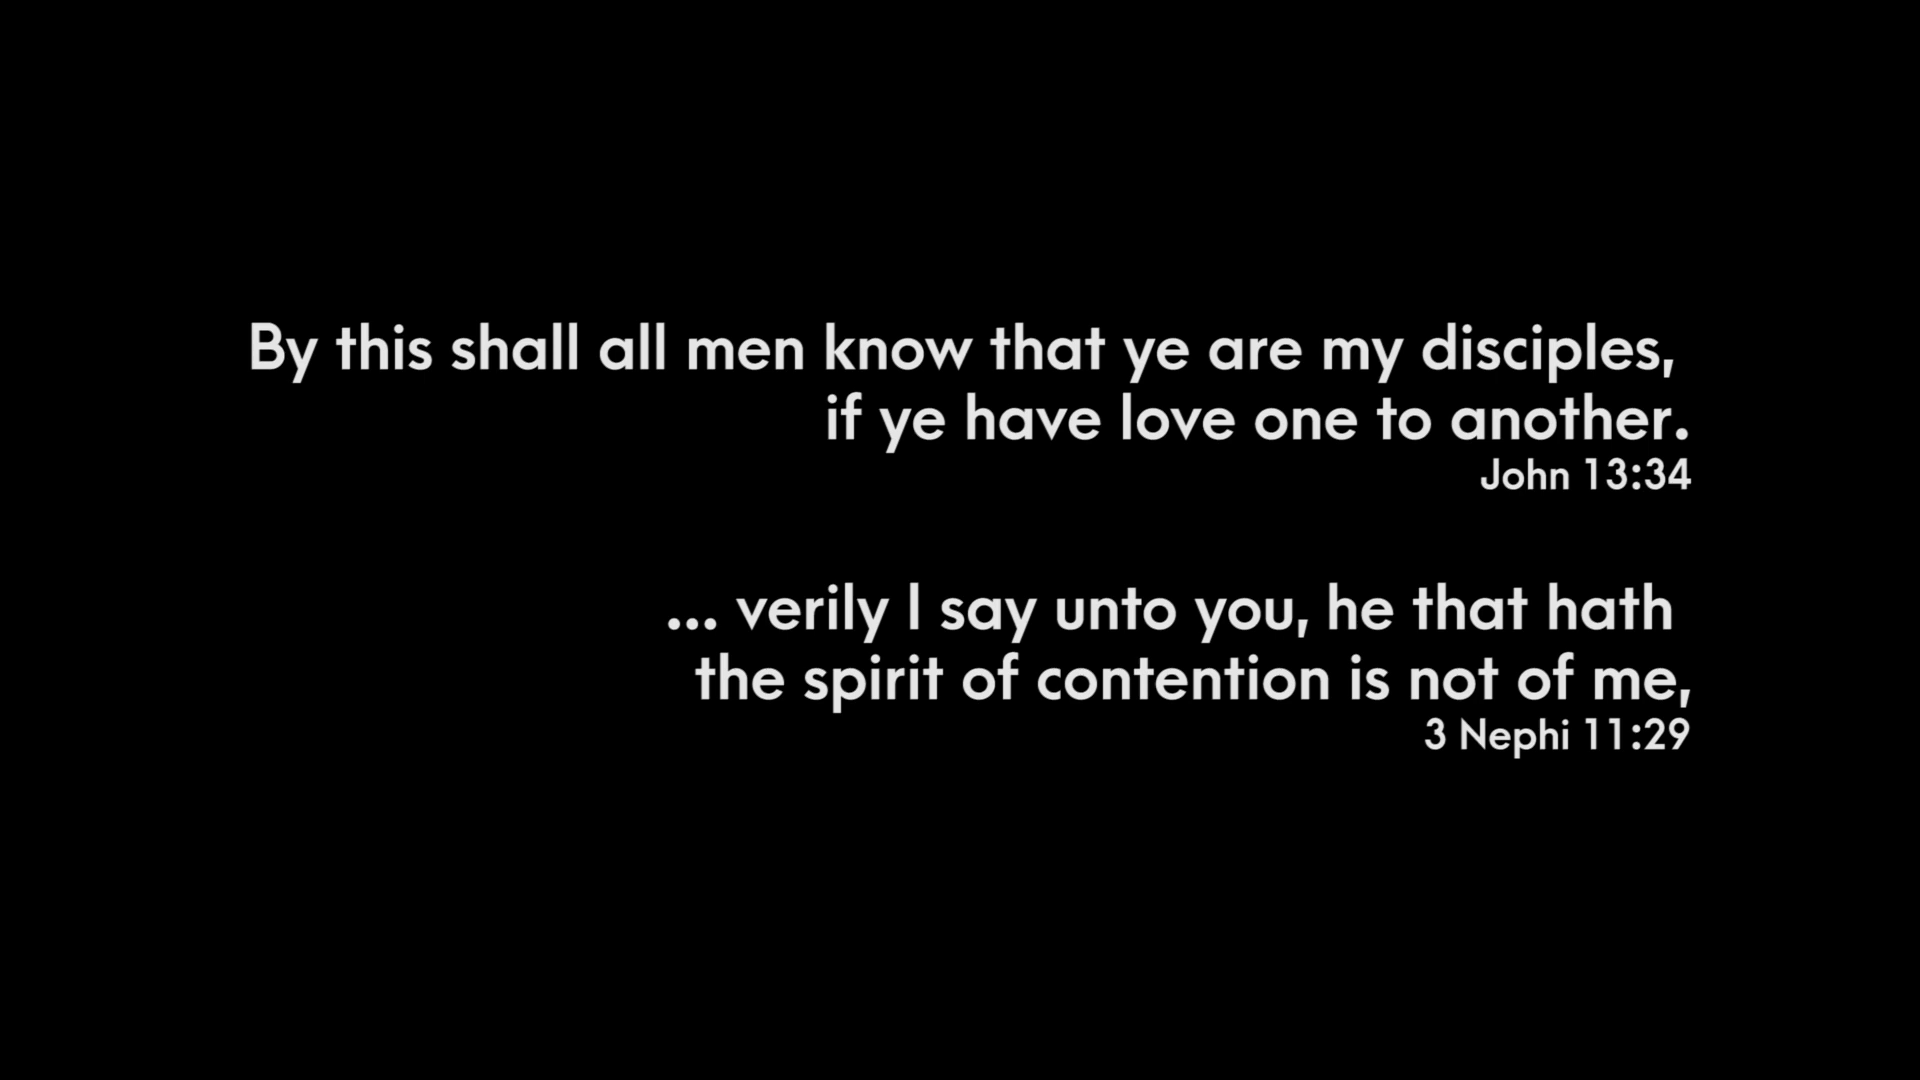 By this shall all men know that ye are my disciples,
if ye have love one to another.
John 13:34
... verily I say unto you, he that hath
the spirit of contention is not of me,
3 Nephi 11:29